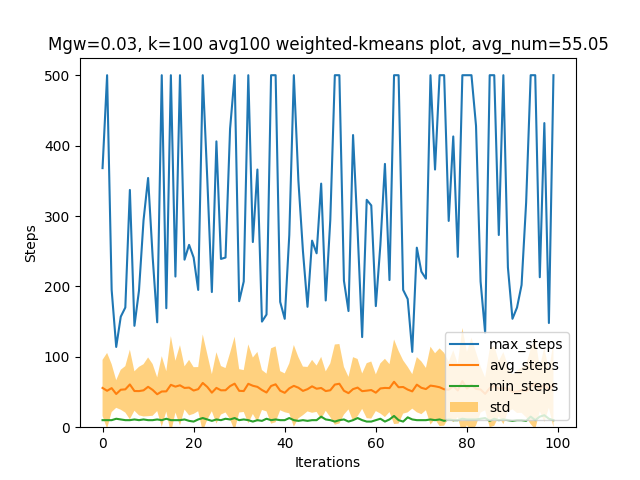 Mgw=0.03, k=100 avg100 weighted-kmeans plot, avg_num=55.05
500
400
300
200
100
0
Steps
max_steps
avg_steps
min_steps
std
0
20
40
60
80
100
Iterations